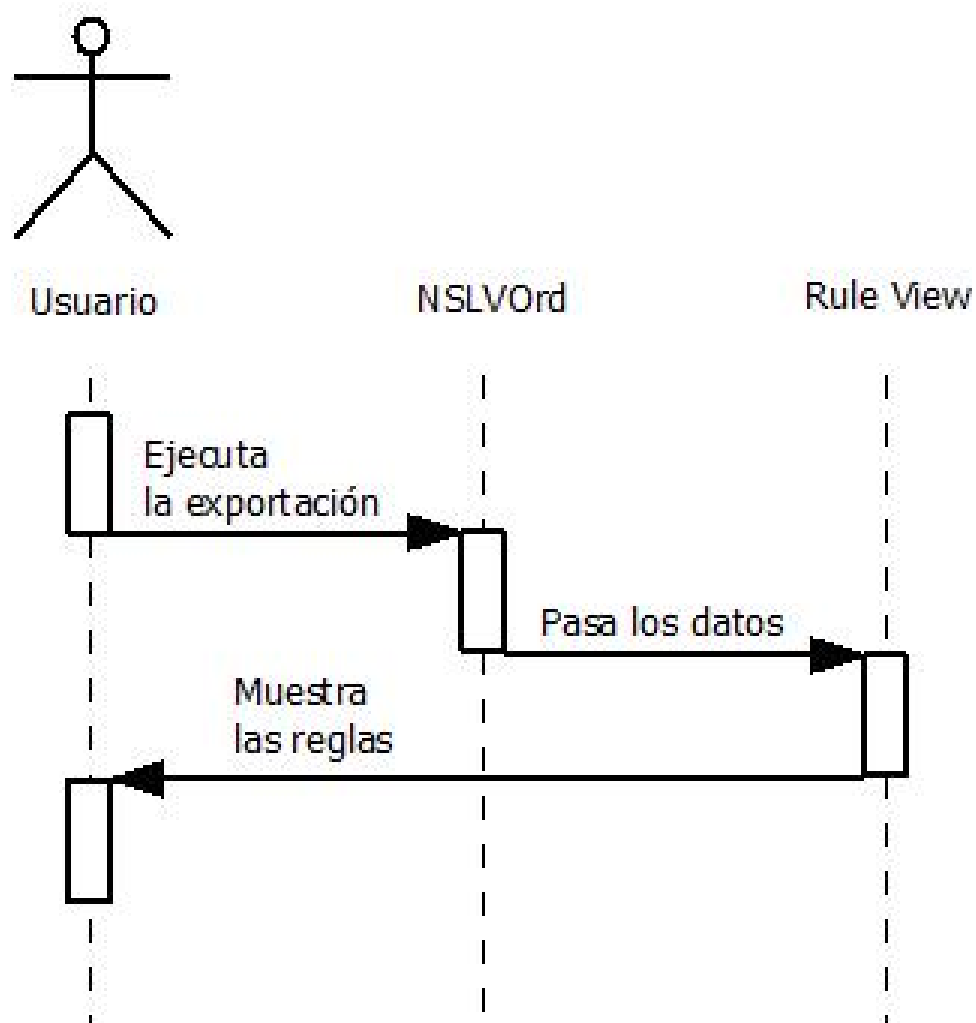 Usuario
NSLVOrd
Rule View
Ejecuta
la exportación
Pasa los datos
Muestra
las reglas